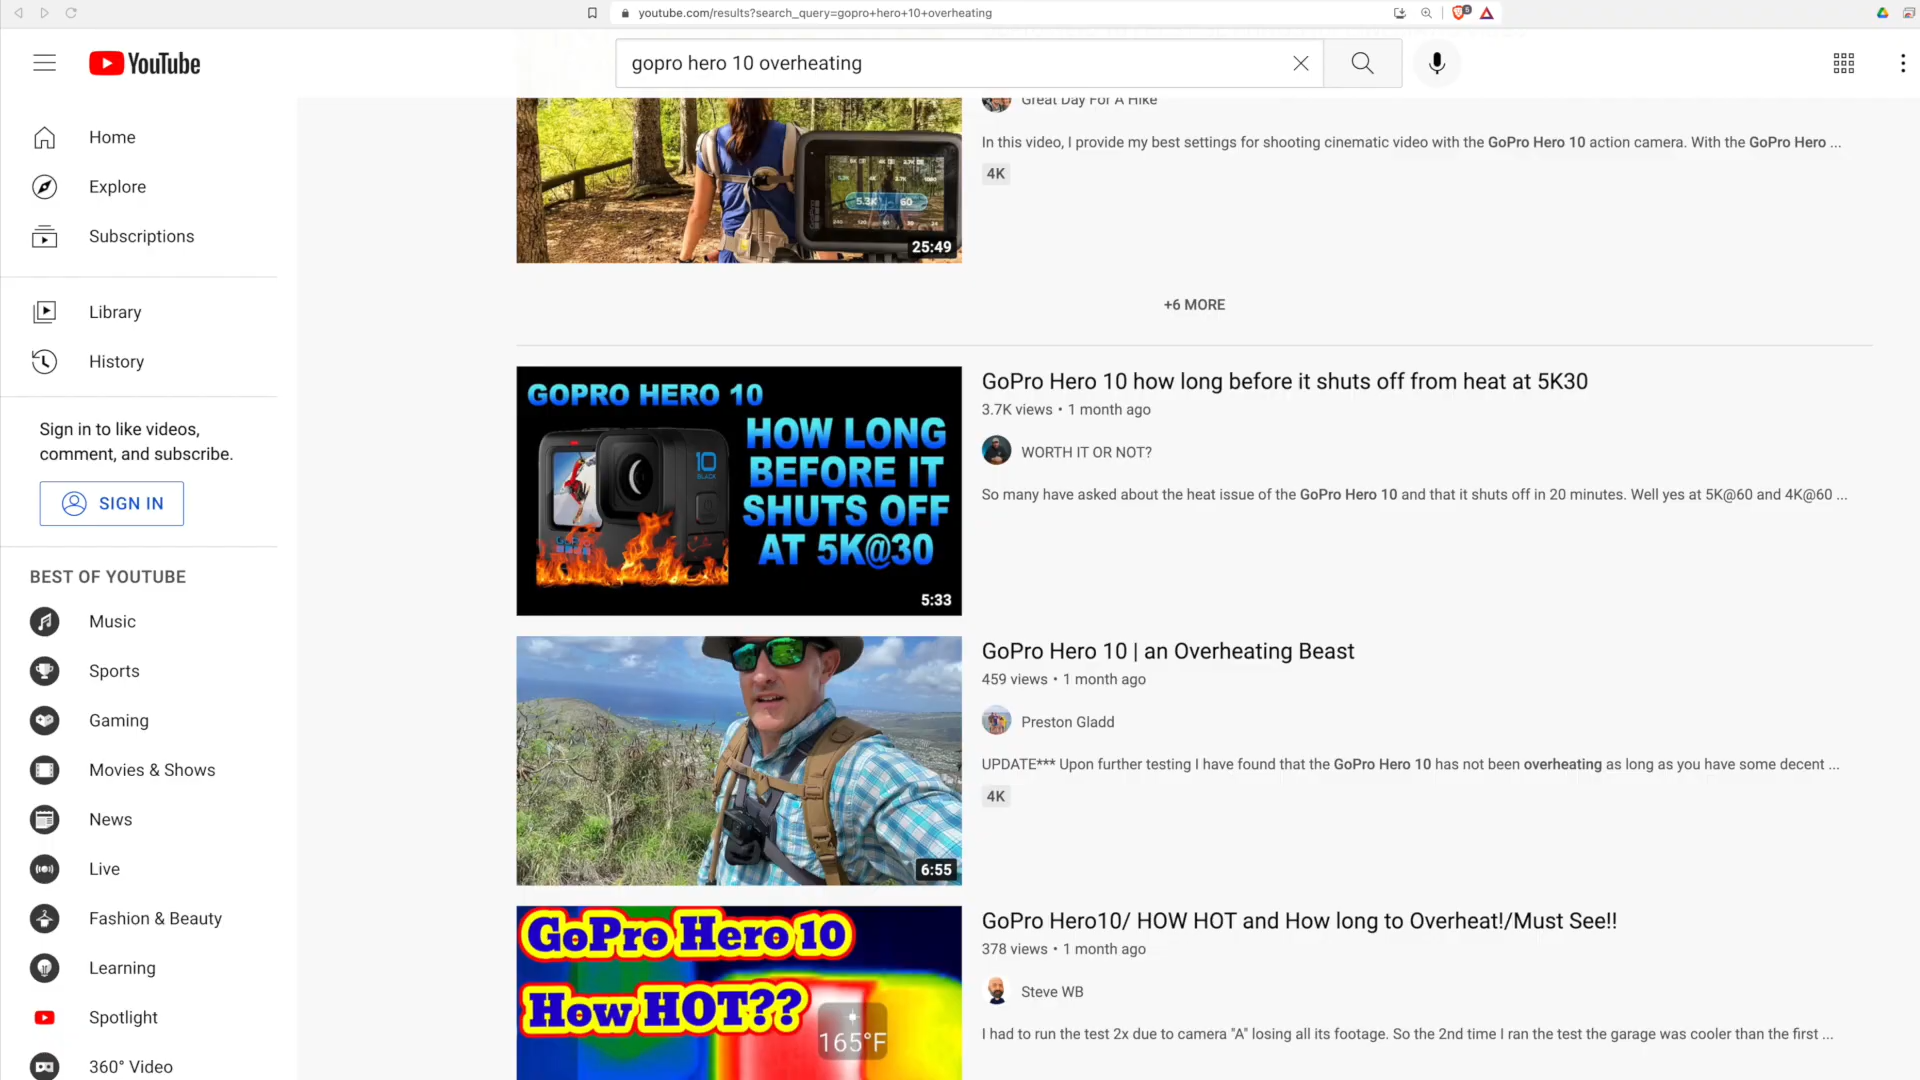 youtube.com/results?search_query=gopro+hero+10+overheating
6
YouTube
gopro hero 10 overheating
Home
Explore
Subscriptions
Library
History
Sign in to like videos,
comment, and subscribe.
SIGN IN
BEST OF YOUTUBE
Music
Sports
Gaming
Movies & Shows
News
Live
Fashion & Beauty
Learning
Spotlight
360° Video
Great Day For A Hike
In this video, I provide my best settings for shooting cinematic video with the GoPro Hero 10 action camera. With the GoPro Hero ...
4K
5.3K
60
25:49
+6 MORE
GOPRO HERO 10
HOW LONG
BEFORE IT
SHUTS OFF
AT 5K@30
10
BLACK
5:33
GoPro Hero 10 how long before it shuts off from heat at 5K30
3.7K views • 1 month ago
WORTH IT OR NOT?
So many have asked about the heat issue of the GoPro Hero 10 and that it shuts off in 20 minutes. Well yes at 5K@60 and 4K@60 ...
6:55
GoPro Hero 10 | an Overheating Beast
459 views • 1 month ago
Preston Gladd
UPDATE*** Upon further testing I have found that the GoPro Hero 10 has not been overheating as long as you have some decent ...
4K
GoPro Hero 10
How HOT??
165°F
GoPro Hero10/ HOW HOT and How long to Overheat!/Must See!!
378 views • 1 month ago
Steve WB
I had to run the test 2x due to camera "A" losing all its footage. So the 2nd time I ran the test the garage was cooler than the first ...